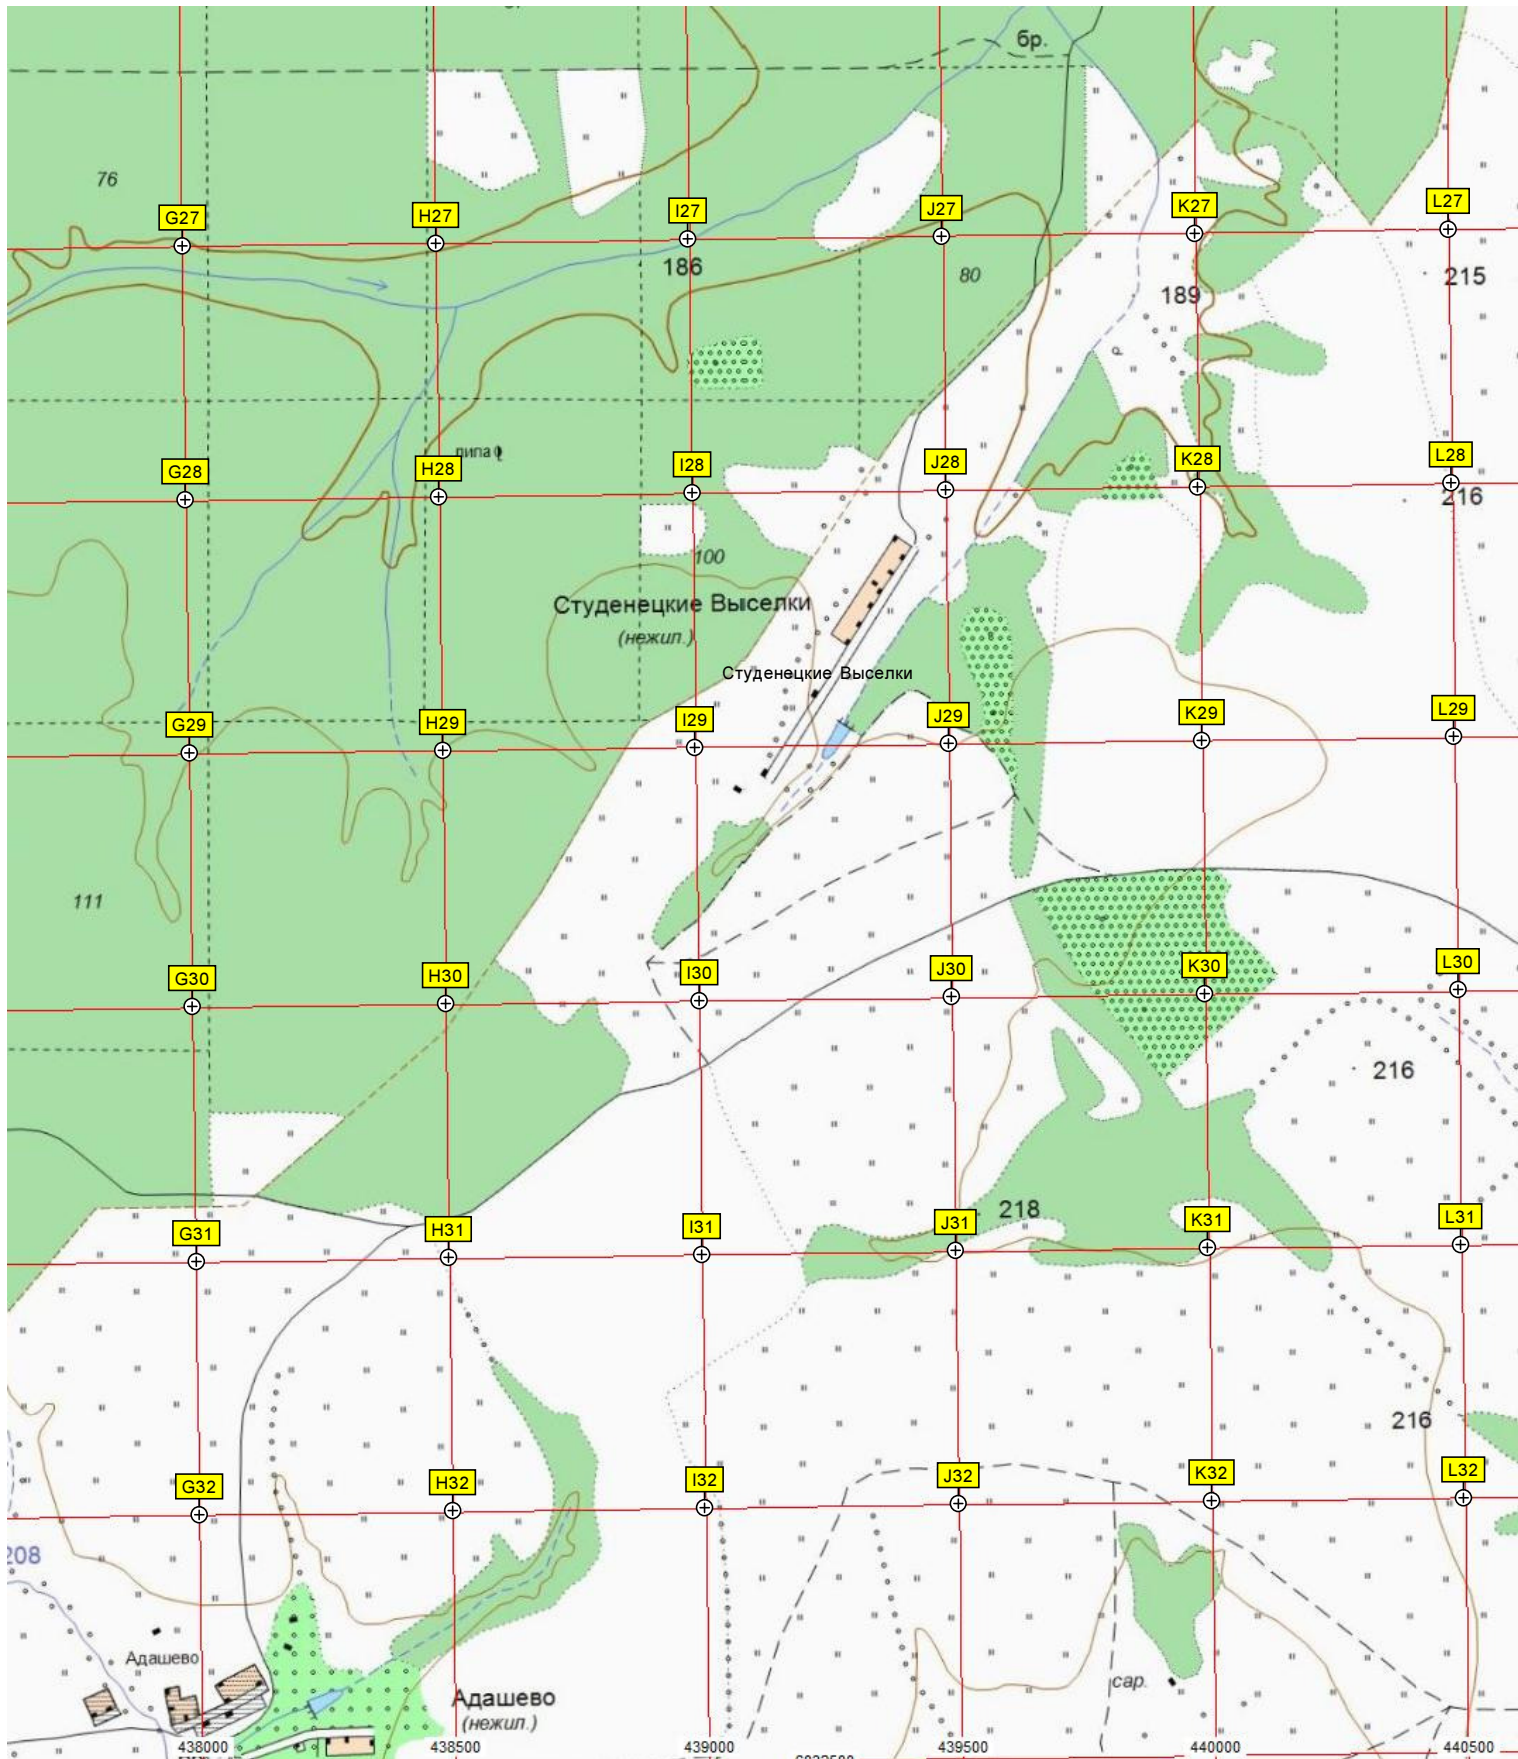 бр.
76
G27
H27
I27
J27
K27
L27
186
80
189
215
липа
G28
H28
I28
J28
K28
L28
216
100
Студенецкие Выселки
(нежил.)
Студенецкие Выселки
G29
H29
I29
J29
K29
L29
111
G30
H30
I30
J30
K30
L30
216
218
G31
H31
I31
J31
K31
L31
216
G32
H32
I32
J32
K32
L32
208
Адашево
Адашево
(нежил.)
сар.
438000
438500
439000
439500
440000
440500